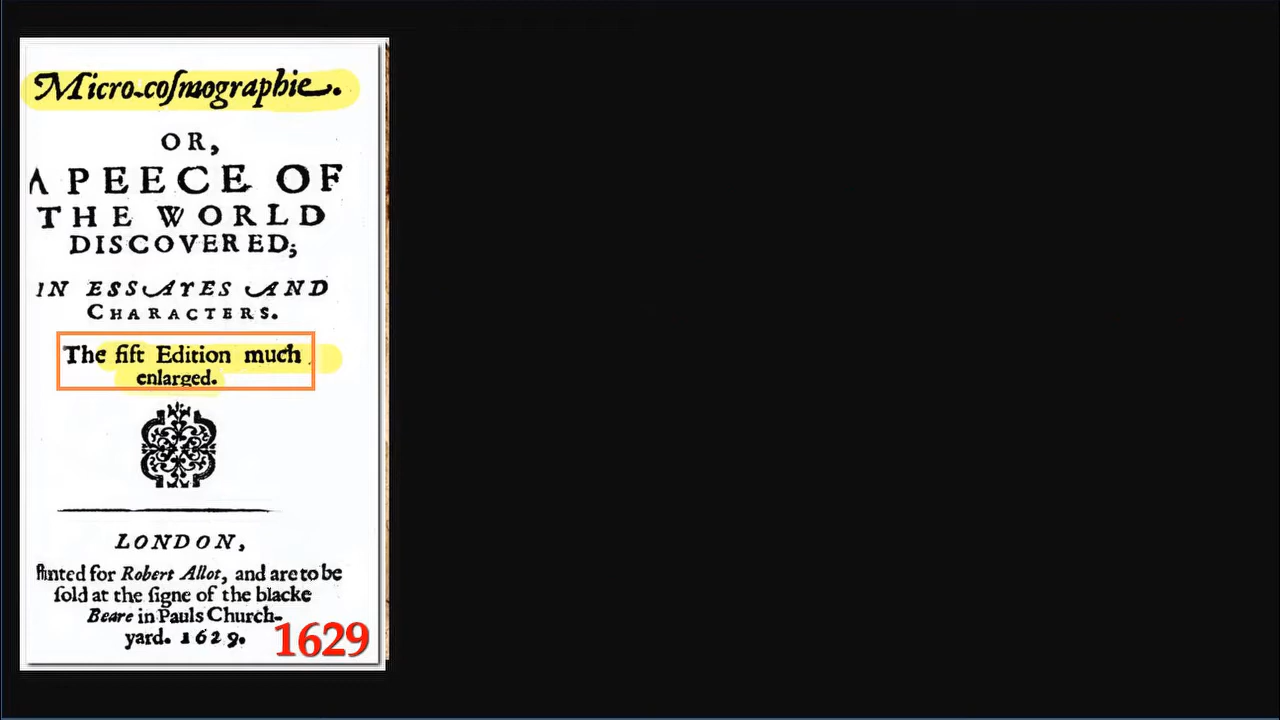 Micro-coſmographie.
OR,
A PEECE OF
THE WORLD
DISCOVERED;
IN ESSAYES AND
CHARACTERS.
The fift Edition much
enlarged.
LONDON,
Printed for Robert Allot, and are to be
ſold at the ſigne of the blacke
Beare in Pauls Church-
yard. 1629.
1629